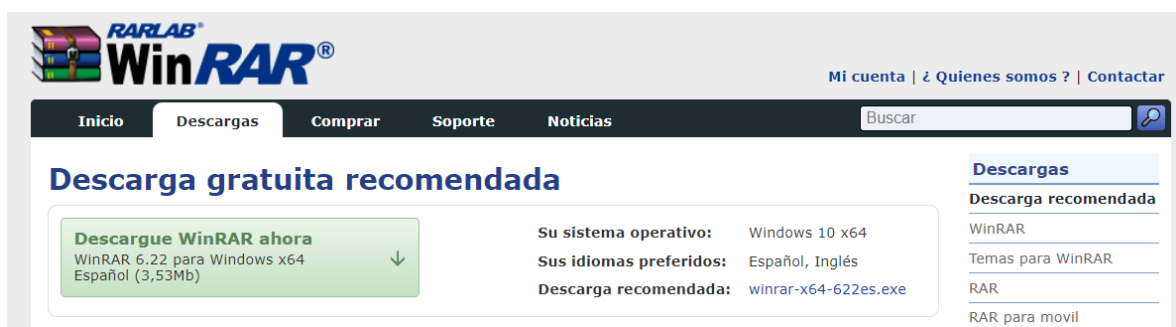 RARLAB®
WinRAR®
Mi cuenta | ¿ Quienes somos ? | Contactar
Inicio Descargas Comprar Soporte Noticias Buscar
Descarga gratuita recomendada
Descargue WinRAR ahora
WinRAR 6.22 para Windows x64
Español (3,53Mb)
Su sistema operativo: Windows 10 x64
Sus idiomas preferidos: Español, Inglés
Descarga recomendada: winrar-x64-622es.exe
Descargas
Descarga recomendada
WinRAR
Temas para WinRAR
RAR
RAR para movil